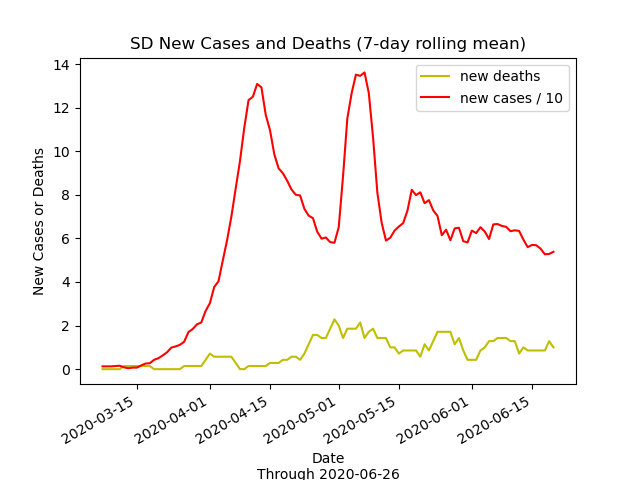 SD New Cases and Deaths (7-day rolling mean)
14
12
10
8
6
4
2
0
New Cases or Deaths
new deaths
new cases / 10
2020-03-15
2020-04-01
2020-04-15
2020-05-01
2020-05-15
2020-06-01
2020-06-15
Date
Through 2020-06-26